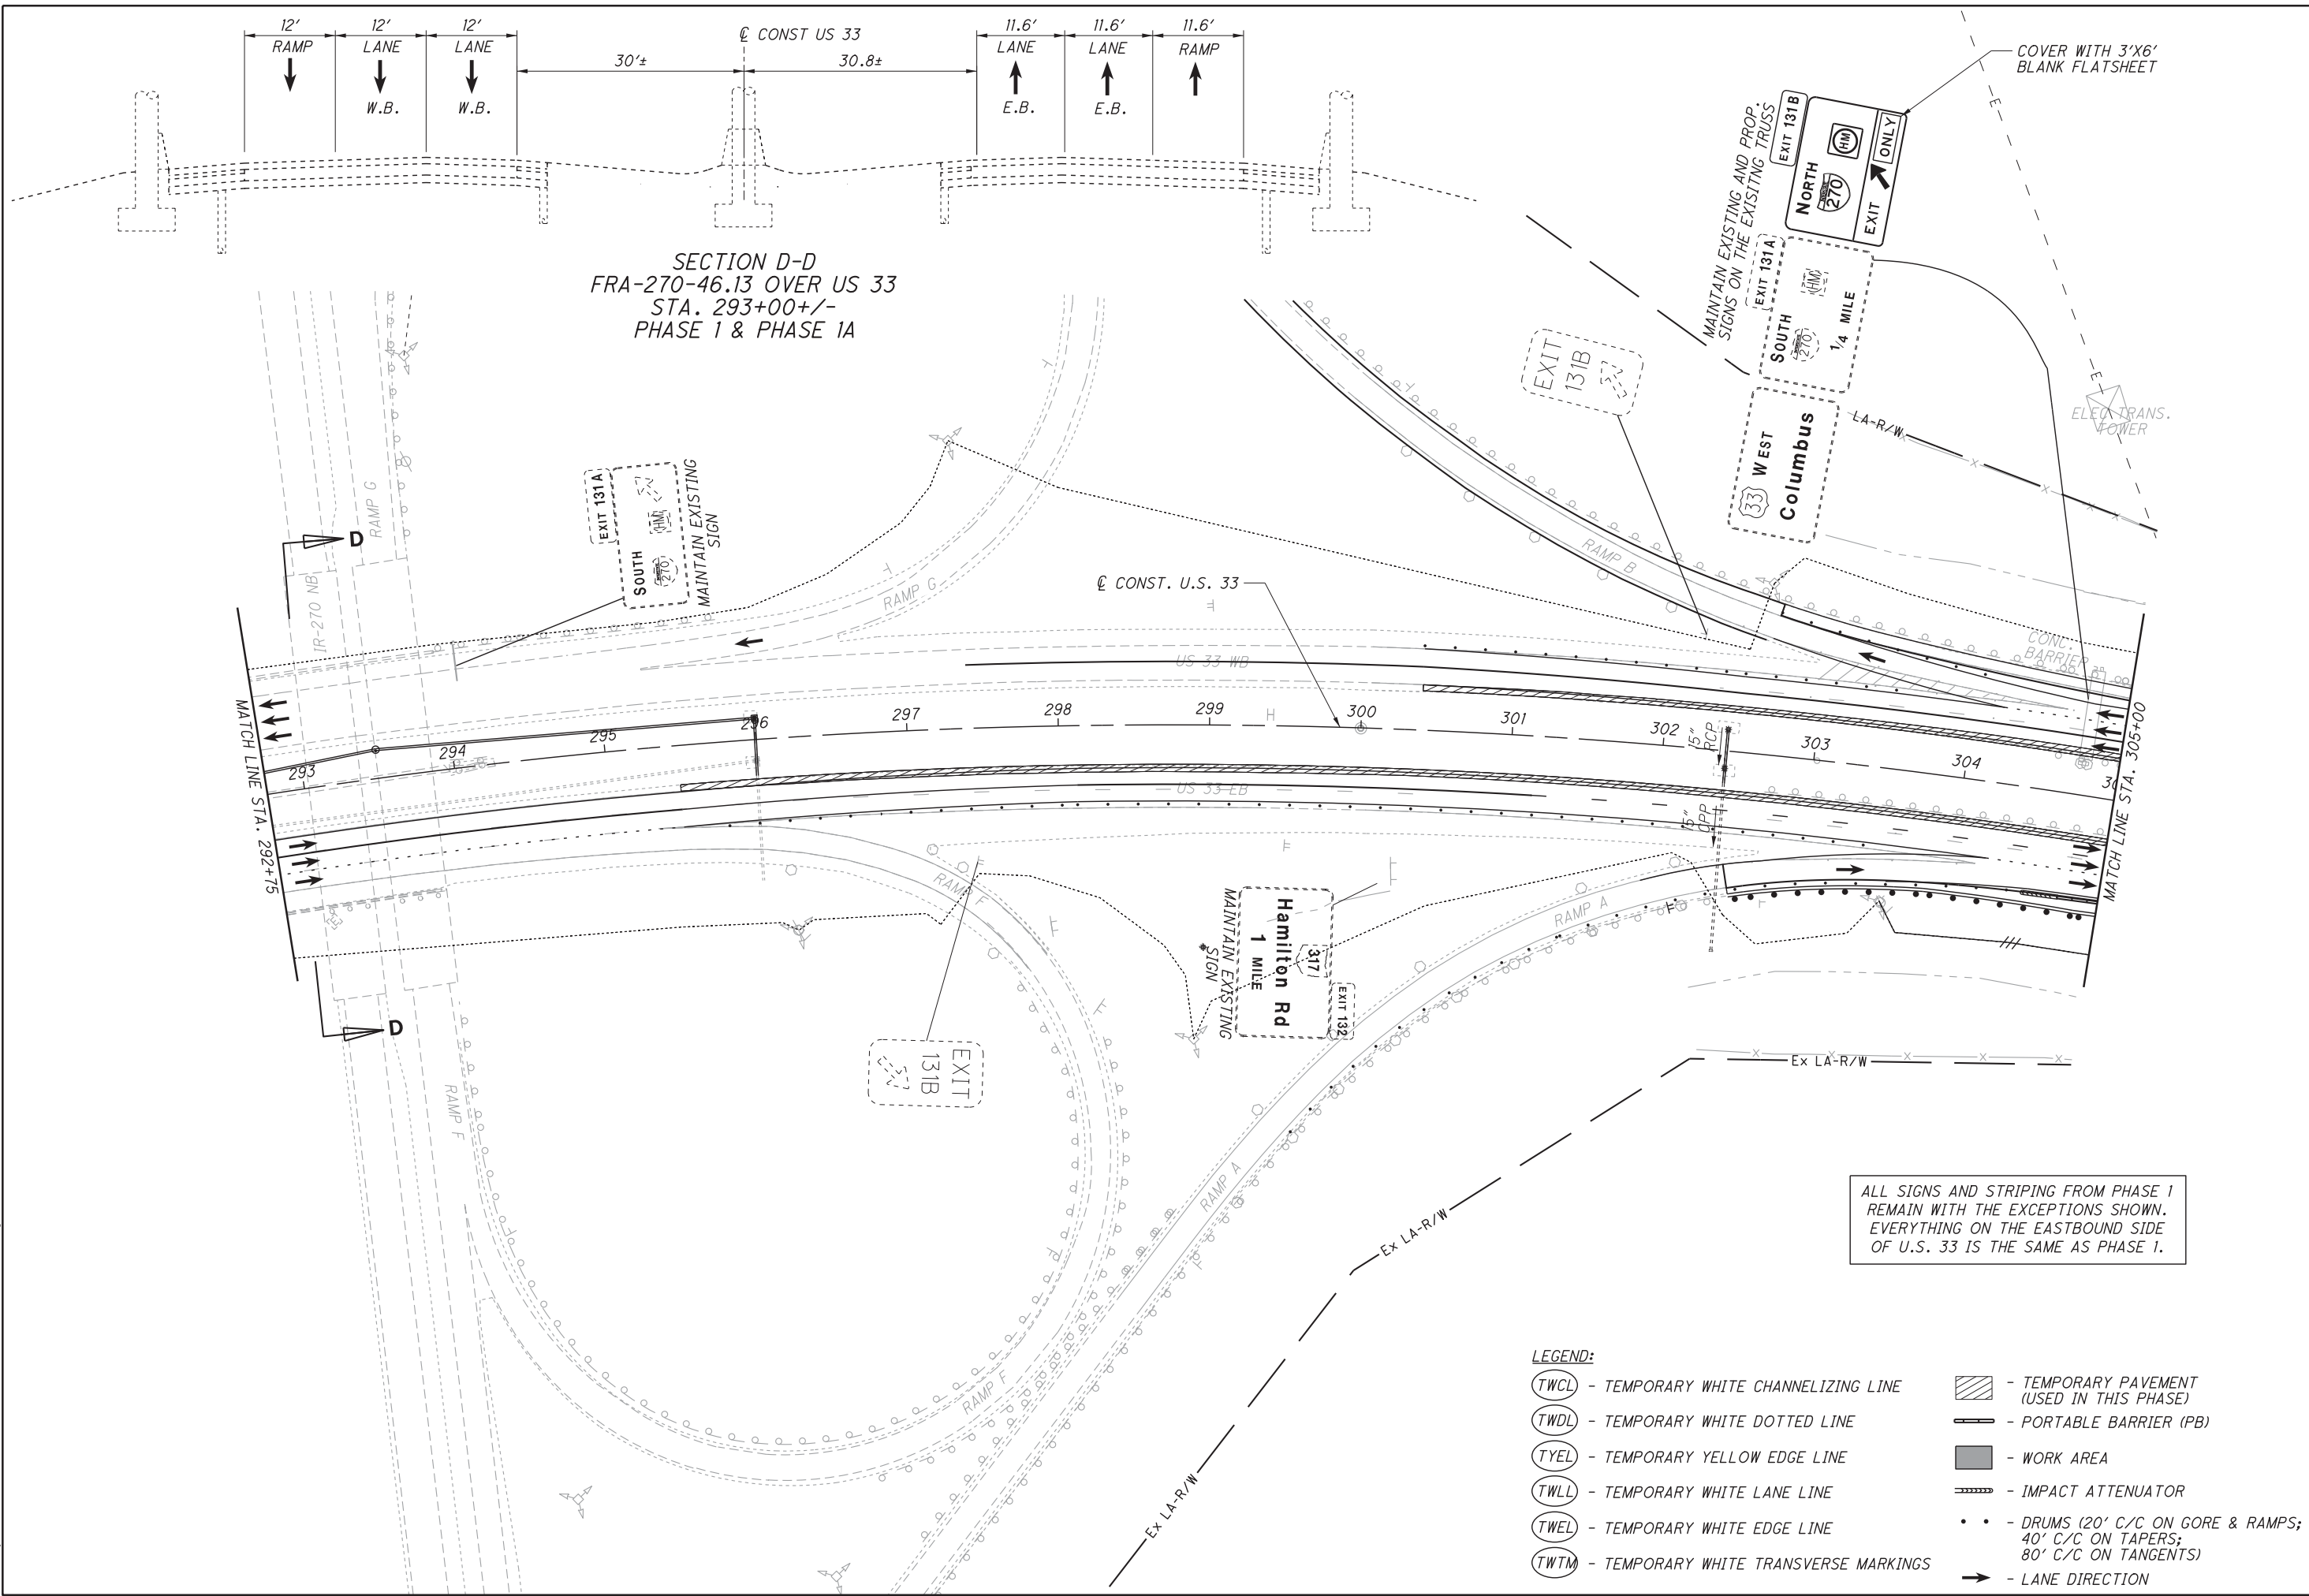 12' 12' 12'
RAMP LANE LANE
W.B. W.B.
30'±
℄ CONST US 33
30.8±
11.6' 11.6' 11.6'
LANE LANE RAMP
E.B. E.B.
SECTION D-D
FRA-270-46.13 OVER US 33
STA. 293+00+/-
PHASE 1 & PHASE 1A
COVER WITH 3'X6'
BLANK FLATSHEET
MAINTAIN EXISTING AND PROP.
SIGNS ON THE EXISITNG TRUSS
EXIT 131B
NORTH
270
HM
EXIT ONLY
EXIT 131A
SOUTH
270
HM
1/4 MILE
33 WEST
Columbus
EXIT
131B
E
E
ELEC TRANS.
TOWER
LA-R/W
EXIT 131A
SOUTH
270
HM
MAINTAIN EXISTING
SIGN
RAMP G
IR-270 NB
D
RAMP G
RAMP B
℄ CONST. U.S. 33
CONC.
BARRIER
US 33 WB
MATCH LINE STA. 292+75
293
294
295
296
297
298
299
300
301
302
303
304
30
15"
RCP
15"
CPP
MATCH LINE STA. 305+00
US 33 EB
RAMP F
RAMP A
D
MAINTAIN EXISTING
SIGN
Hamilton Rd
1 MILE
317
EXIT 132
EXIT
131B
RAMP F
RAMP A
RAMP F
Ex LA-R/W
Ex LA-R/W
Ex LA-R/W
ALL SIGNS AND STRIPING FROM PHASE 1
REMAIN WITH THE EXCEPTIONS SHOWN.
EVERYTHING ON THE EASTBOUND SIDE
OF U.S. 33 IS THE SAME AS PHASE 1.
LEGEND:
TWCL - TEMPORARY WHITE CHANNELIZING LINE
TWDL - TEMPORARY WHITE DOTTED LINE
TYEL - TEMPORARY YELLOW EDGE LINE
TWLL - TEMPORARY WHITE LANE LINE
TWEL - TEMPORARY WHITE EDGE LINE
TWTM - TEMPORARY WHITE TRANSVERSE MARKINGS
- TEMPORARY PAVEMENT
(USED IN THIS PHASE)
- PORTABLE BARRIER (PB)
- WORK AREA
- IMPACT ATTENUATOR
- DRUMS (20' C/C ON GORE & RAMPS;
40' C/C ON TAPERS;
80' C/C ON TANGENTS)
- LANE DIRECTION